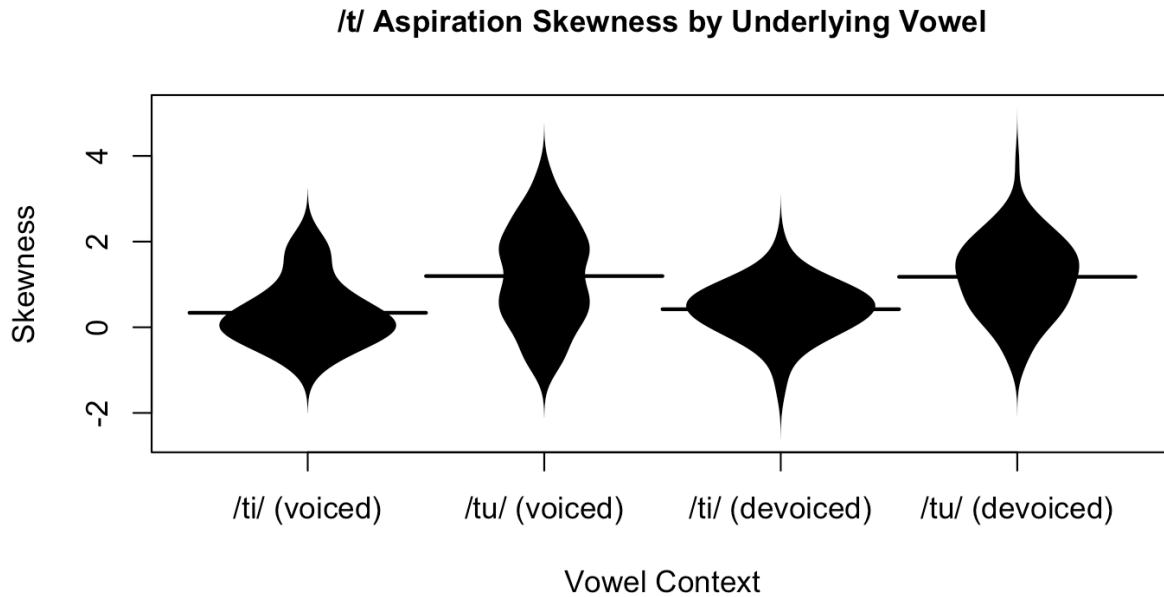 /t/ Aspiration Skewness by Underlying Vowel
Skewness
4
2
0
-2
/ti/ (voiced) /tu/ (voiced) /ti/ (devoiced) /tu/ (devoiced)
Vowel Context